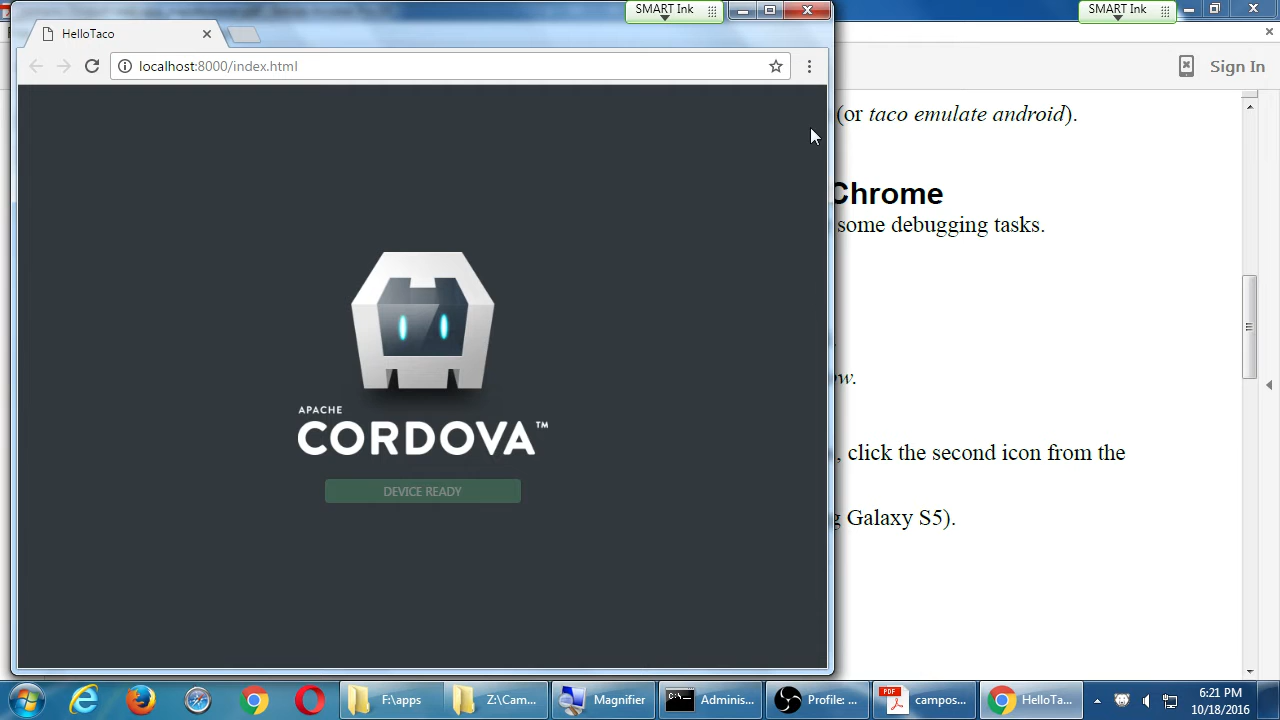 SMART Ink
SMART Ink
HelloTaco
localhost:8000/index.html
Sign In
(or taco emulate android).
Chrome
some debugging tasks.
APACHE
CORDOVA™
, click the second icon from the
DEVICE READY
Galaxy S5).
F:\apps
Z:\Cam...
Magnifier
Adminis...
Profile: ...
PDF
campos...
HelloTa...
6:21 PM
10/18/2016